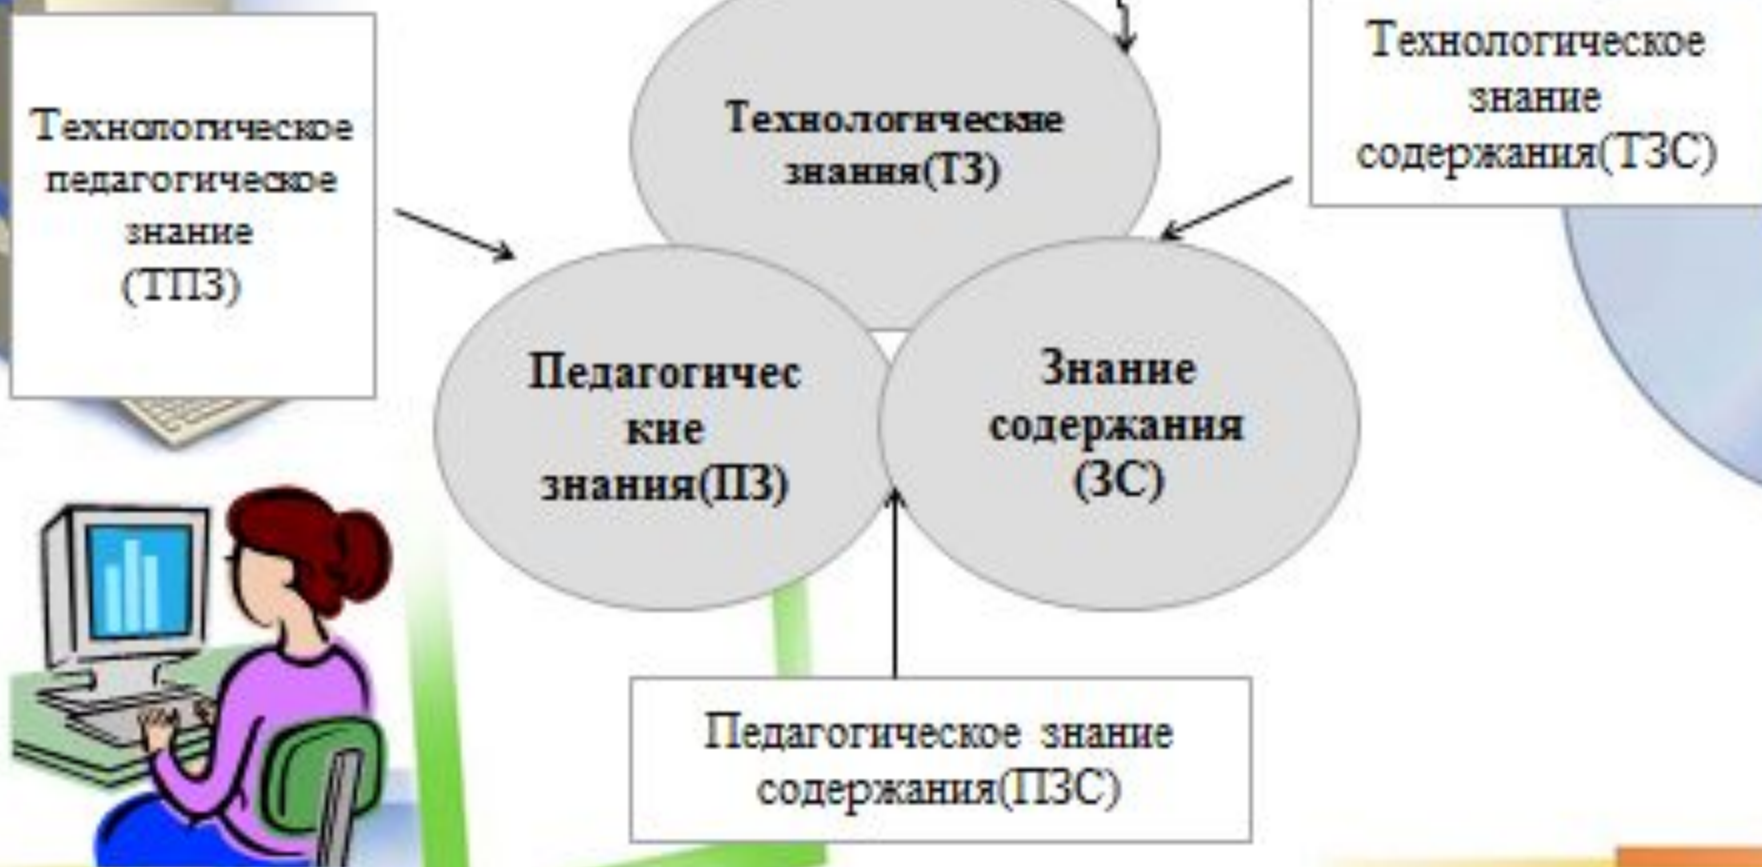 Технологическое
педагогическое
знание
(ТПЗ)
Технологические
знания(ТЗ)
Технологическое
знание
содержания(ТЗС)
Педагогичес
кие
знания(ПЗ)
Знание
содержания
(ЗС)
Педагогическое знание
содержания(ПЗС)